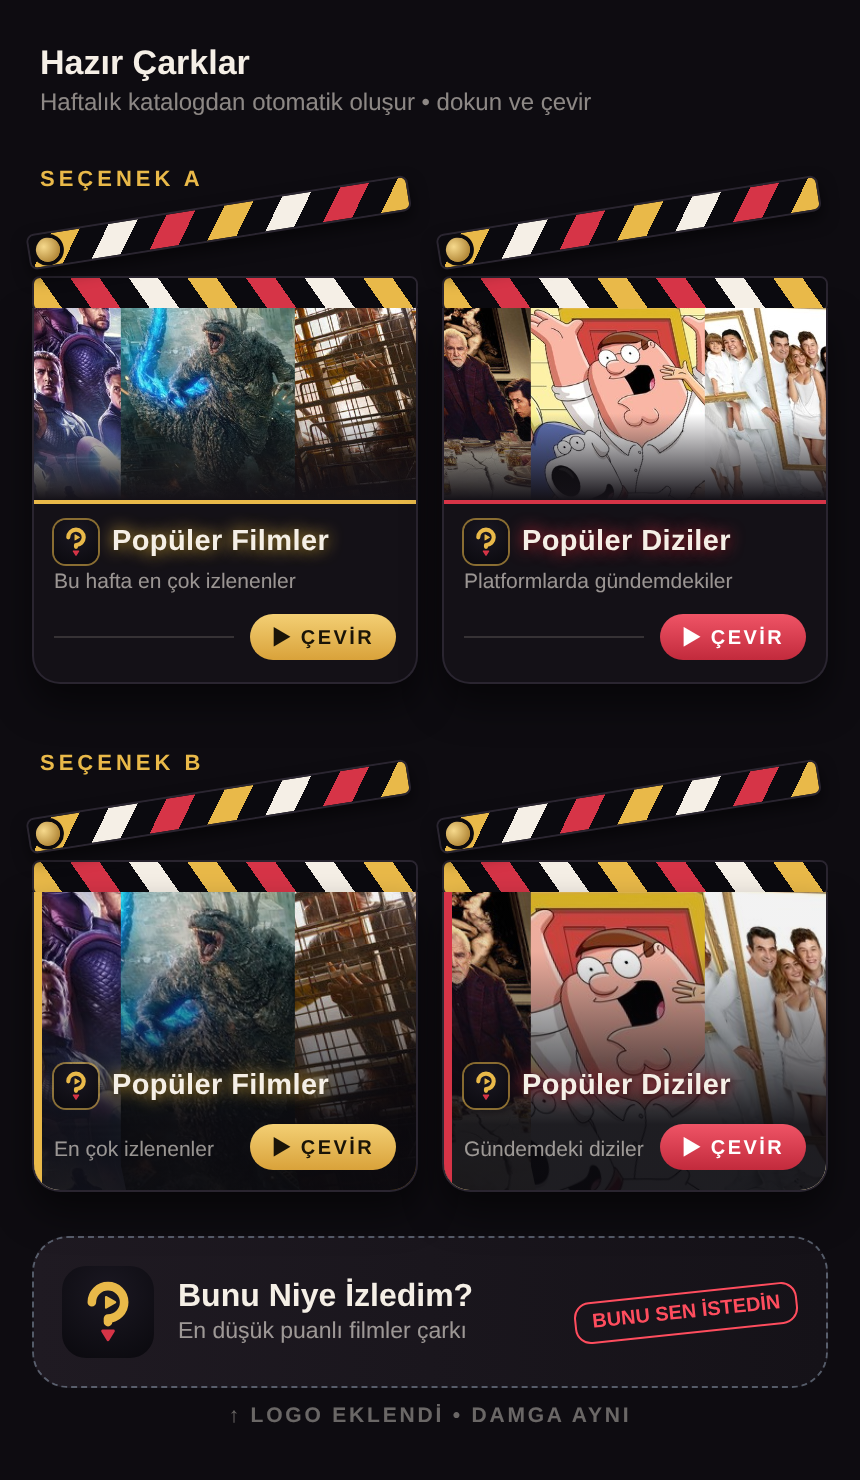 Hazır Çarklar
Haftalık katalogdan otomatik oluşur • dokun ve çevir
SEÇENEK A
Popüler Filmler
Bu hafta en çok izlenenler
ÇEVİR
Popüler Diziler
Platformlarda gündemdekiler
ÇEVİR
SEÇENEK B
Popüler Filmler
En çok izlenenler
ÇEVİR
Popüler Diziler
Gündemdeki diziler
ÇEVİR
Bunu Niye İzledim?
En düşük puanlı filmler çarkı
BUNU SEN İSTEDİN
↑ LOGO EKLENDİ • DAMGA AYNI